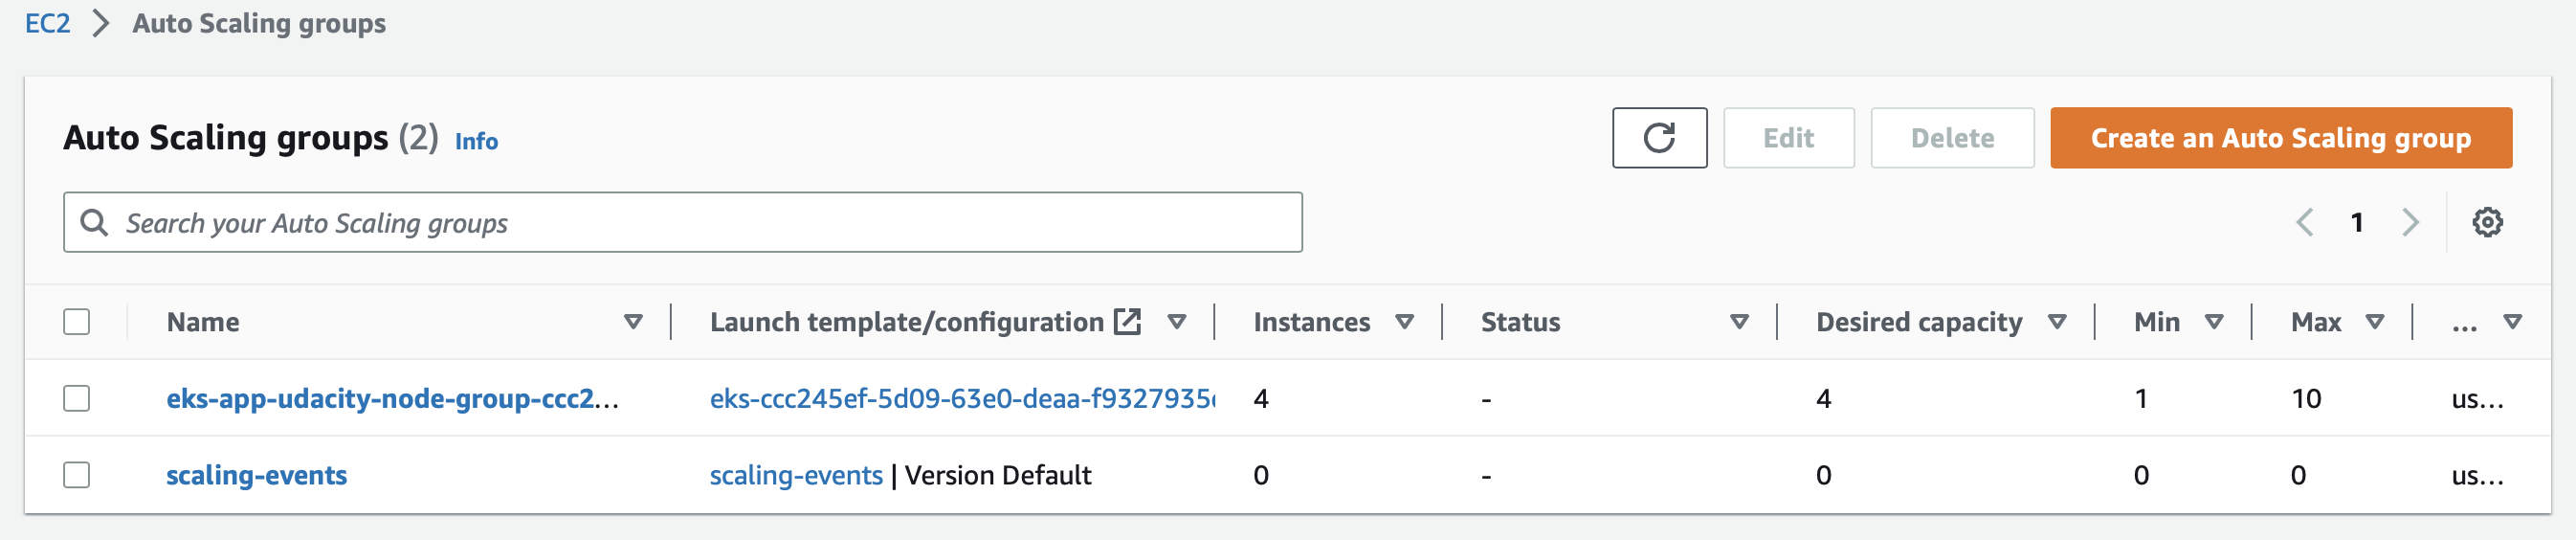 EC2 > Auto Scaling groups
Auto Scaling groups (2) Info
Edit Delete Create an Auto Scaling group
Search your Auto Scaling groups
1
Name Launch template/configuration Instances Status Desired capacity Min Max ...
eks-app-udacity-node-group-ccc2... eks-ccc245ef-5d09-63e0-deaa-f9327935 4 - 4 1 10 us...
scaling-events scaling-events | Version Default 0 - 0 0 0 us...